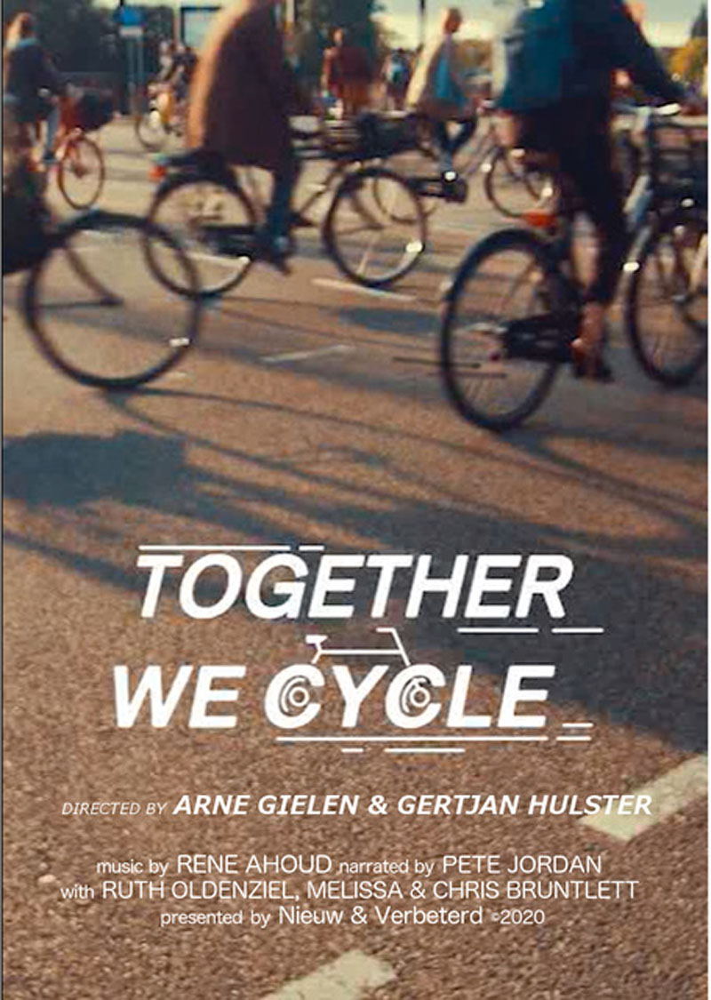 TOGETHER
WE CYCLE
DIRECTED BY ARNE GIELEN & GERTJAN HULSTER
music by RENE AHOUD narrated by PETE JORDAN
with RUTH OLDENZIEL, MELISSA & CHRIS BRUNTLETT
presented by Nieuw & Verbeterd ©2020